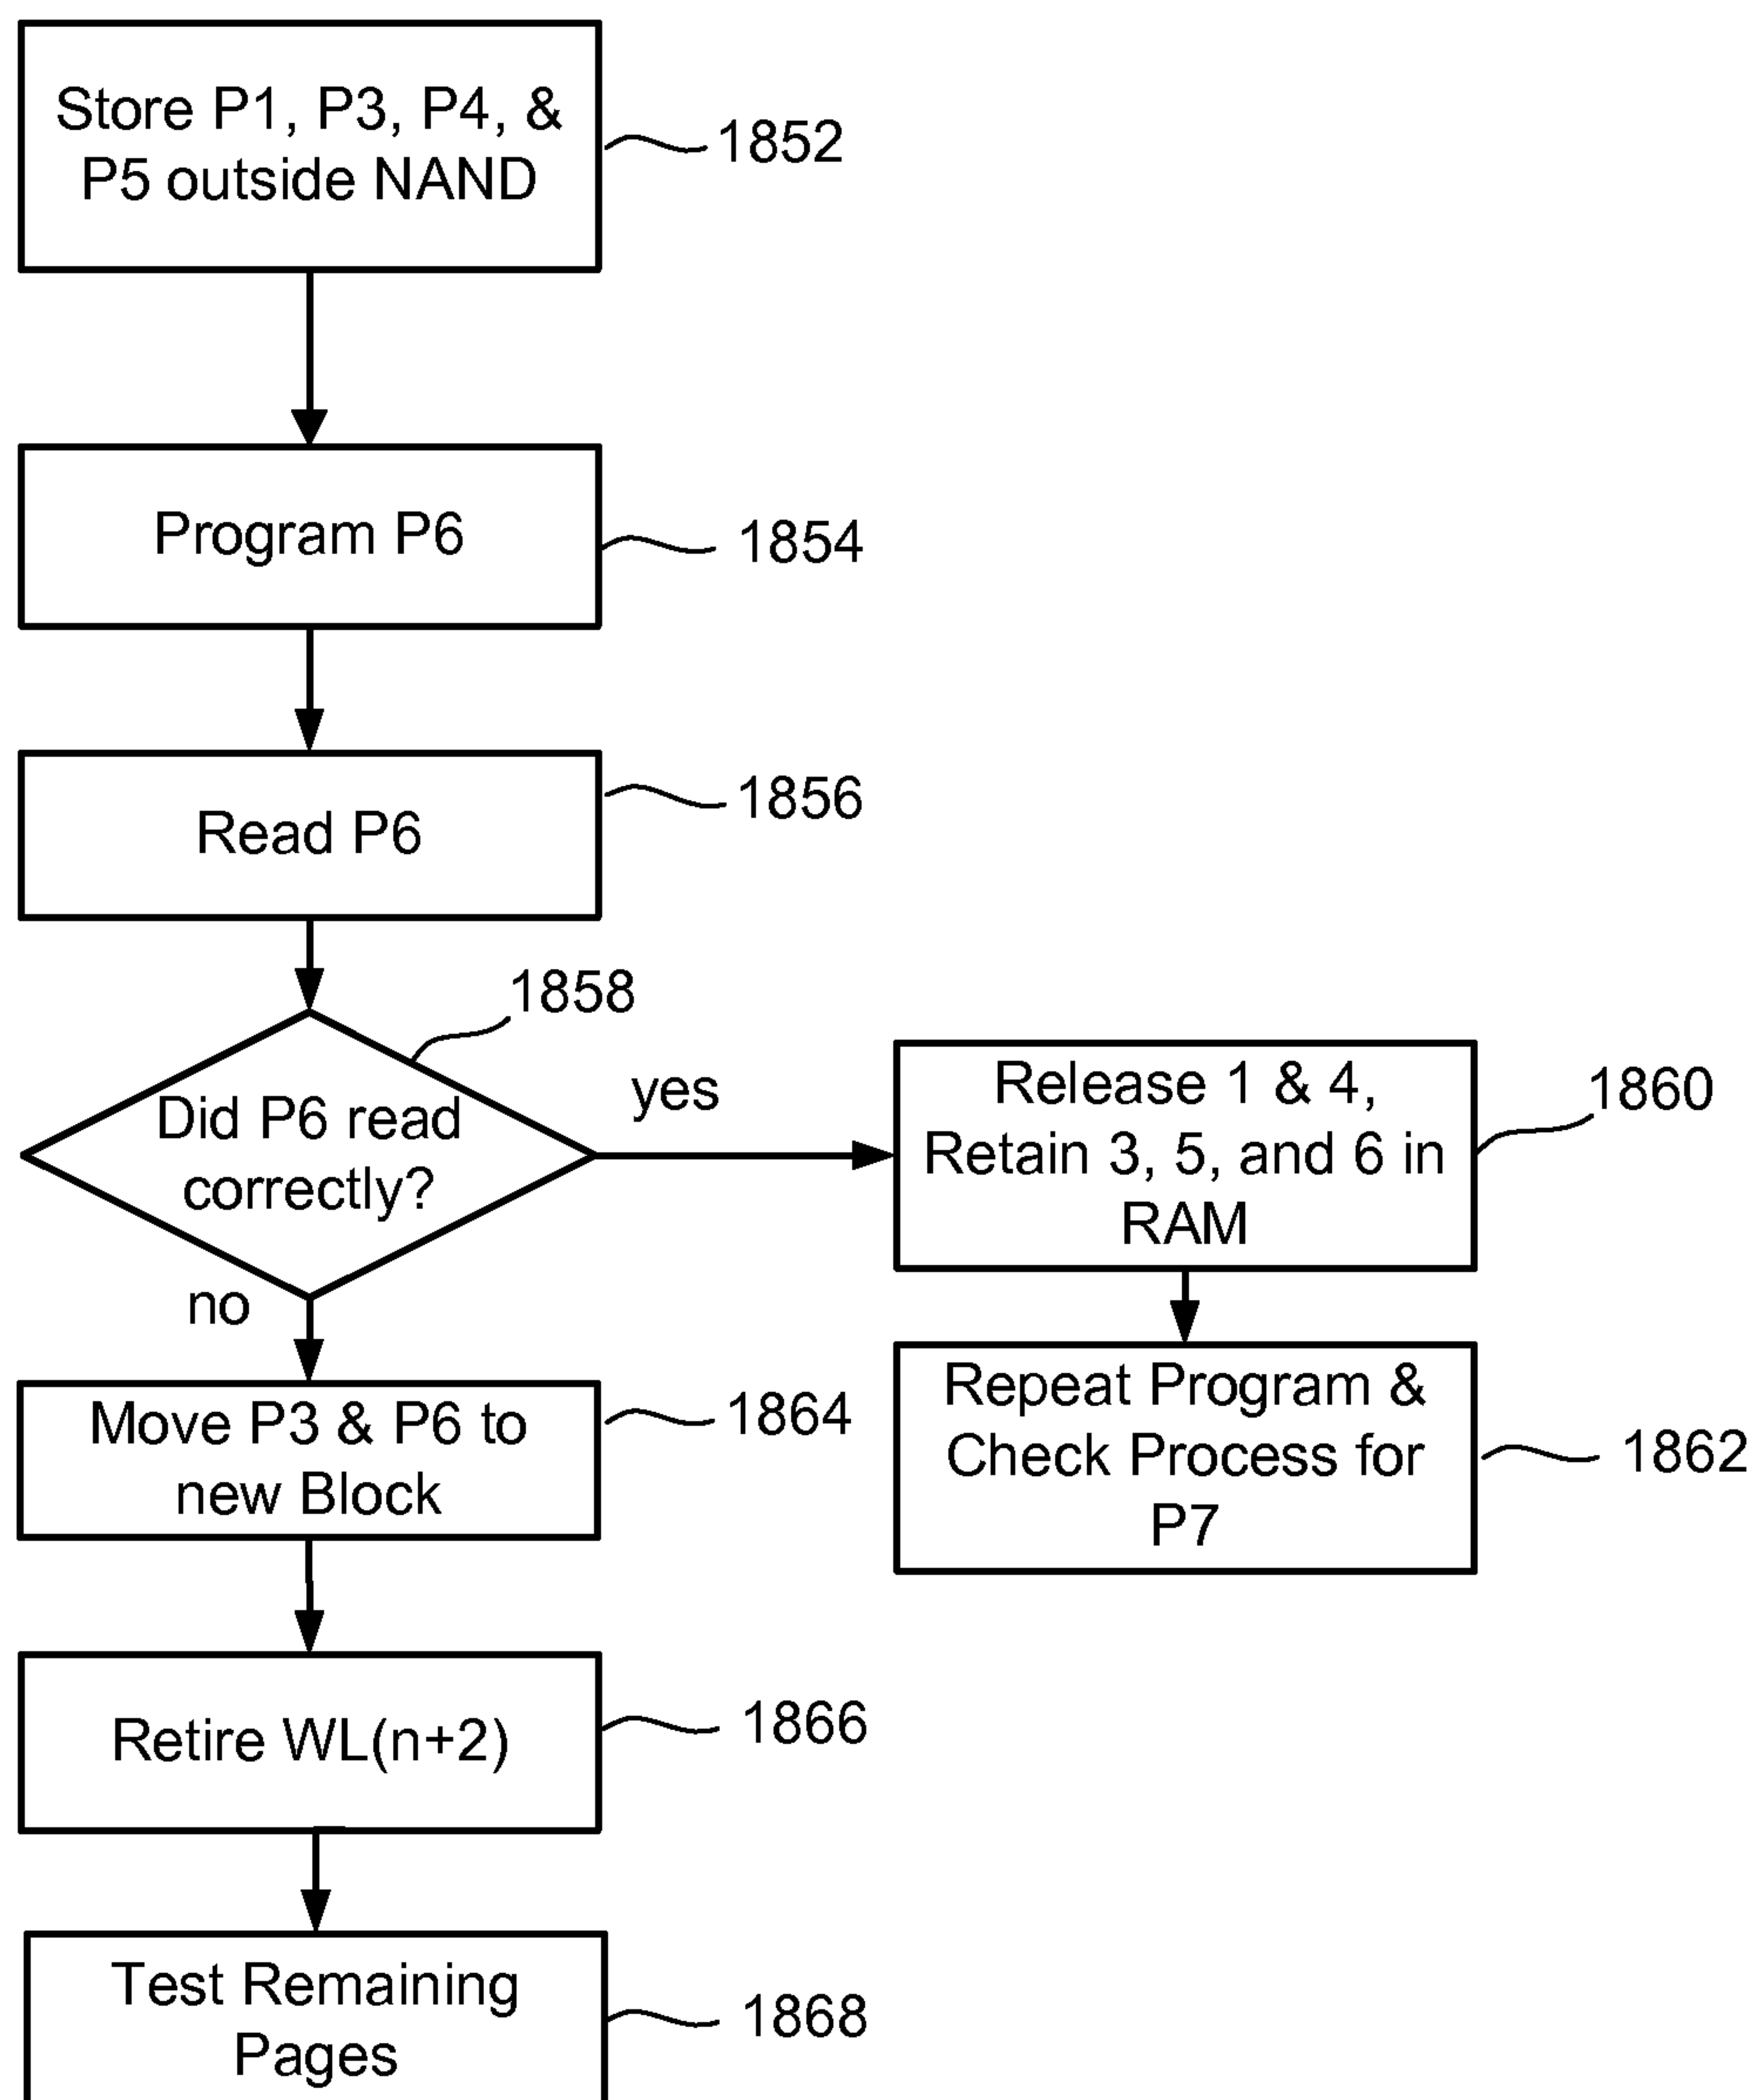 Store P1, P3, P4, &
P5 outside NAND
1852
Program P6
1854
Read P6
1856
1858
Did P6 read
correctly?
yes
no
Release 1 & 4,
Retain 3, 5, and 6 in
RAM
1860
Repeat Program &
Check Process for
P7
1862
Move P3 & P6 to
new Block
1864
Retire WL(n+2)
1866
Test Remaining
Pages
1868